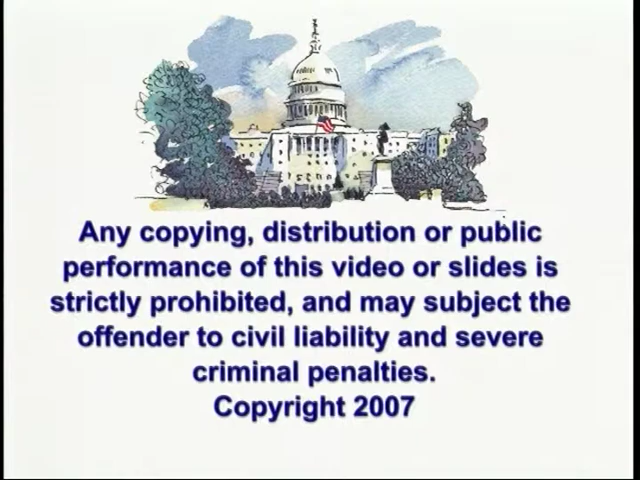 Any copying, distribution or public
performance of this video or slides is
strictly prohibited, and may subject the
offender to civil liability and severe
criminal penalties.
Copyright 2007